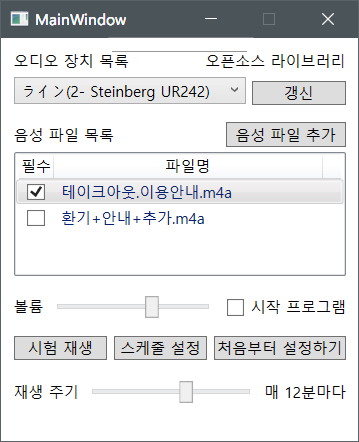 MainWindow
오디오 장치 목록 오픈소스 라이브러리
ライン(2- Steinberg UR242) 갱신
음성 파일 목록 음성 파일 추가
필수 파일명
테이크아웃.이용안내.m4a
환기+안내+추가.m4a
볼륨 시작 프로그램
시험 재생 스케줄 설정 처음부터 설정하기
재생 주기 매 12분마다